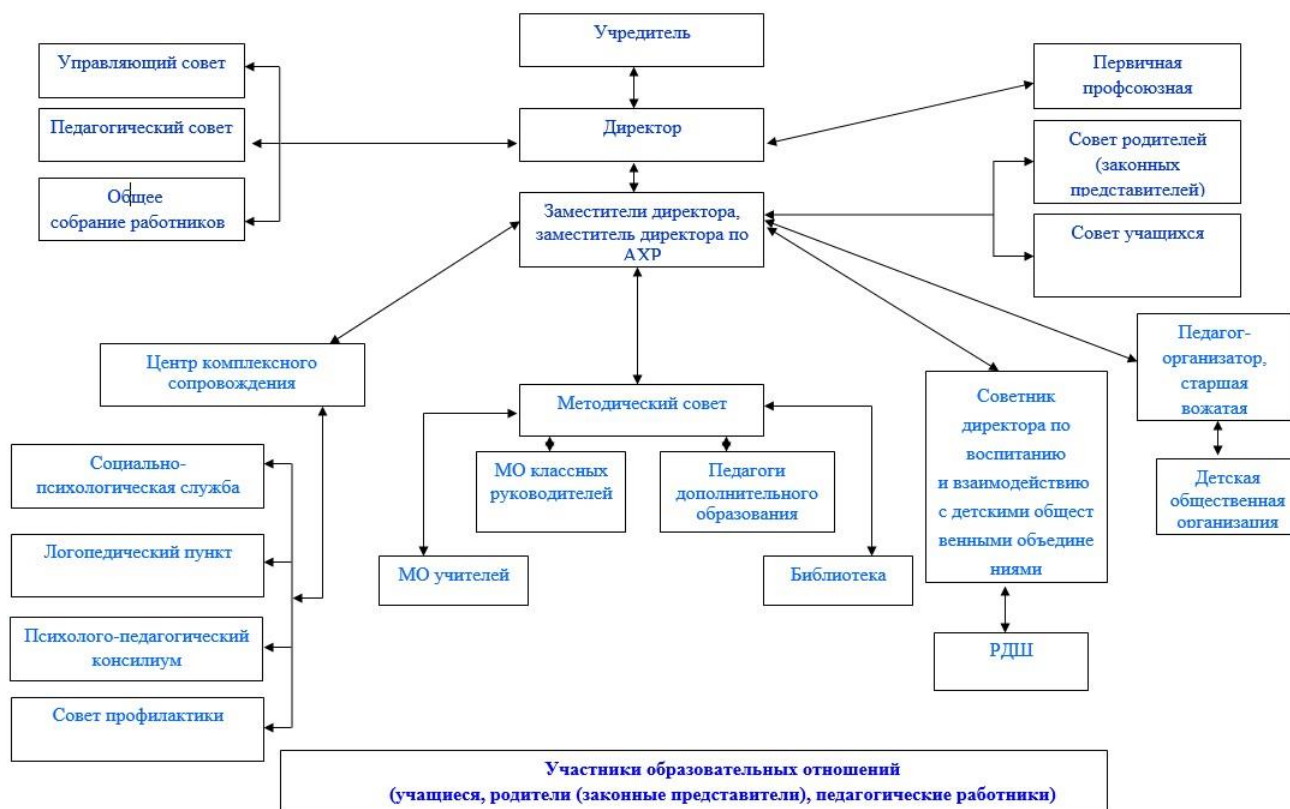 Учредитель
Управляющий совет
Первичная
профсоюзная
Педагогический совет
Директор
Совет родителей
(законных
представителей)
Общее
собрание работников
Заместители директора,
заместитель директора по
АХР
Совет учащихся
Центр комплексного
сопровождения
Педагог-
организатор,
старшая
вожатая
Методический совет
Советник
директора по
воспитанию
и взаимодействию
с детскими общест
венными объедине
ниями
Социально-
психологическая служба
МО классных
руководителей
Педагоги
дополнительного
образования
Детская
общественная
организация
Логопедический пункт
МО учителей
Библиотека
Психолого-педагогический
консилиум
РДШ
Совет профилактики
Участники образовательных отношений
(учащиеся, родители (законные представители), педагогические работники)